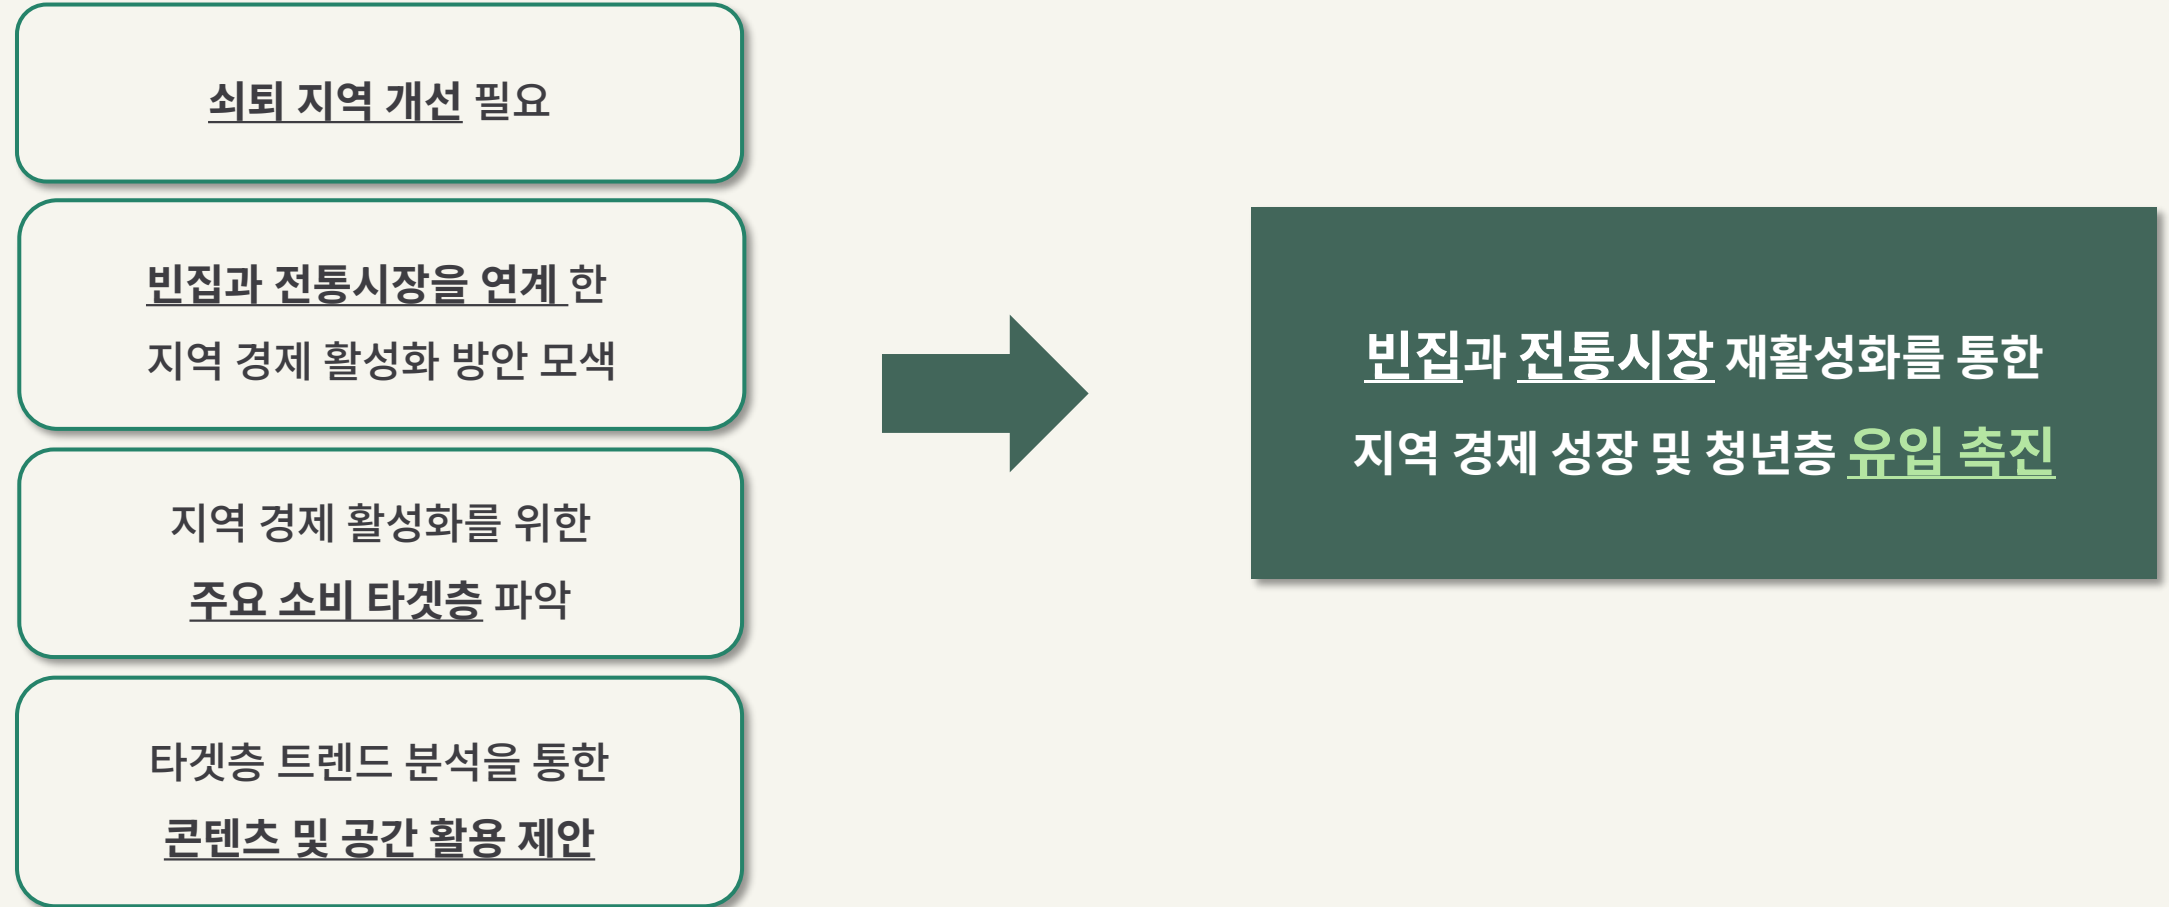 쇠퇴 지역 개선 필요
빈집과 전통시장을 연계 한
지역 경제 활성화 방안 모색
지역 경제 활성화를 위한
주요 소비 타겟층 파악
타겟층 트렌드 분석을 통한
콘텐츠 및 공간 활용 제안
빈집과 전통시장 재활성화를 통한
지역 경제 성장 및 청년층 유입 촉진